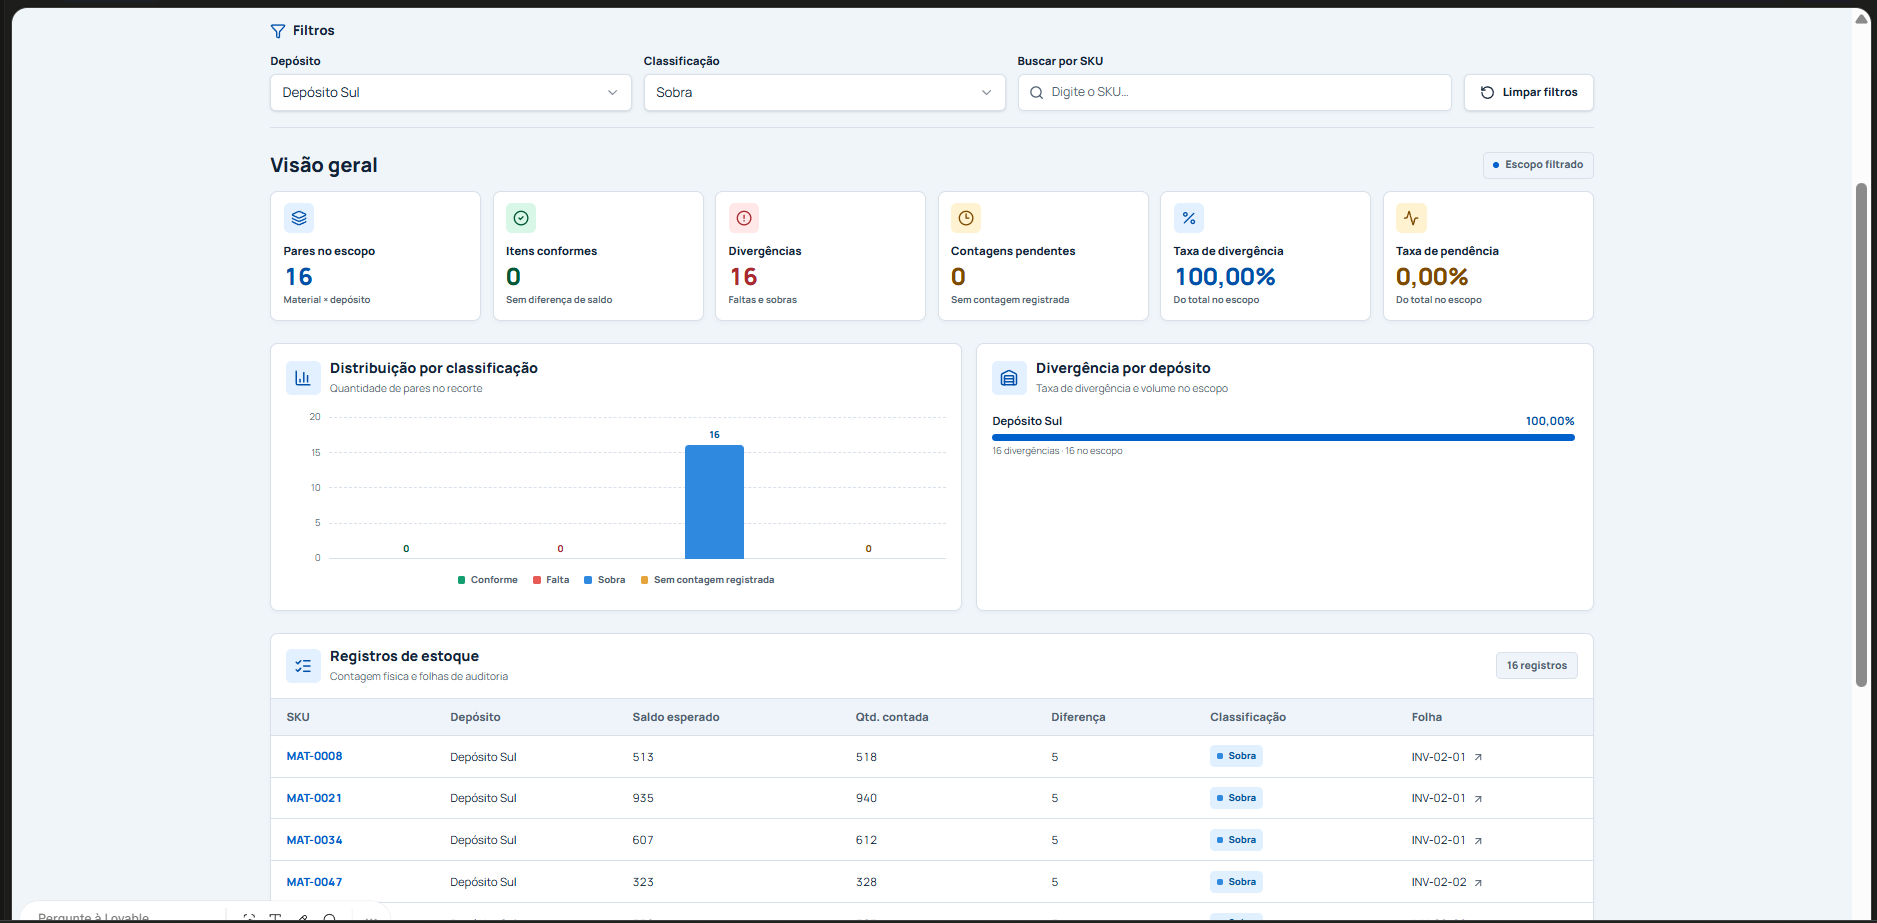 Filtros
Depósito
Classificação
Buscar por SKU
Depósito Sul
Sobra
Digite o SKU...
Limpar filtros
Visão geral
Escopo filtrado
Pares no escopo
16
Material × depósito
Itens conformes
0
Sem diferença de saldo
Divergências
16
Faltas e sobras
Contagens pendentes
0
Sem contagem registrada
Taxa de divergência
100,00%
Do total no escopo
Taxa de pendência
0,00%
Do total no escopo
Distribuição por classificação
Quantidade de pares no recorte
20
15
10
5
0
0
0
16
0
Conforme Falta Sobra Sem contagem registrada
Divergência por depósito
Taxa de divergência e volume no escopo
Depósito Sul 100,00%
16 divergências · 16 no escopo
Registros de estoque
Contagem física e folhas de auditoria
16 registros
SKU Depósito Saldo esperado Qtd. contada Diferença Classificação Folha
MAT-0008 Depósito Sul 513 518 5 Sobra INV-02-01
MAT-0021 Depósito Sul 935 940 5 Sobra INV-02-01
MAT-0034 Depósito Sul 607 612 5 Sobra INV-02-01
MAT-0047 Depósito Sul 323 328 5 Sobra INV-02-02
Pergunte à Lovable